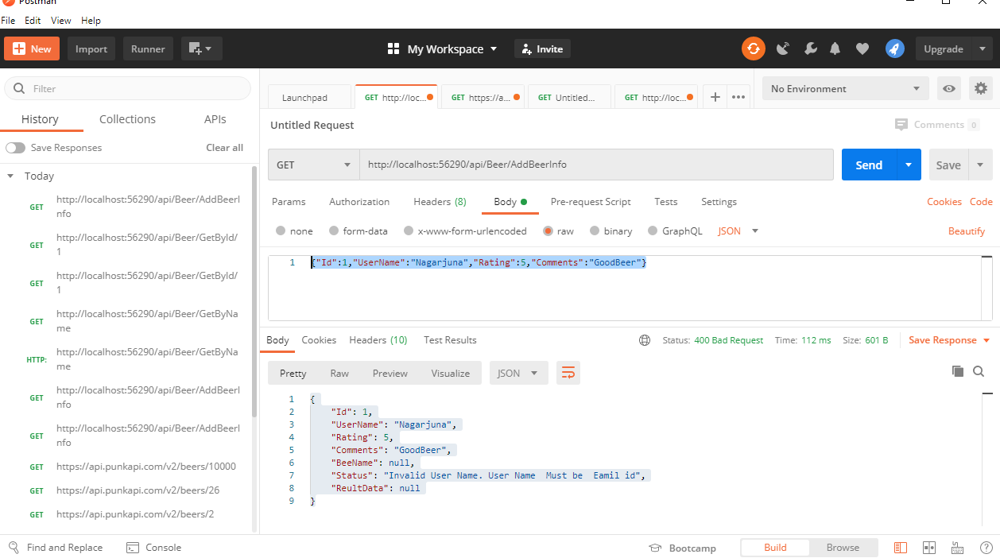 Postman
File Edit View Help
New Import Runner My Workspace Invite Upgrade
Filter
History Collections APIs
Save Responses Clear all
Today
GET http://localhost:56290/api/Beer/AddBeerI
nfo
GET http://localhost:56290/api/Beer/GetById/
1
GET http://localhost:56290/api/Beer/GetById/
1
GET http://localhost:56290/api/Beer/GetByNa
me
HTTP: http://localhost:56290/api/Beer/GetByNa
me
GET http://localhost:56290/api/Beer/AddBeerI
nfo
GET http://localhost:56290/api/Beer/AddBeerI
nfo
GET https://api.punkapi.com/v2/beers/10000
GET https://api.punkapi.com/v2/beers/26
GET https://api.punkapi.com/v2/beers/2
Launchpad GET http://loc... GET https://a... GET Untitled... GET http://loc... No Environment
Untitled Request Comments 0
GET http://localhost:56290/api/Beer/AddBeerInfo Send Save
Params Authorization Headers (8) Body Pre-request Script Tests Settings Cookies Code
none form-data x-www-form-urlencoded raw binary GraphQL JSON Beautify
1 {"Id":1,"UserName":"Nagarjuna","Rating":5,"Comments":"GoodBeer"}
Body Cookies Headers (10) Test Results Status: 400 Bad Request Time: 112 ms Size: 601 B Save Response
Pretty Raw Preview Visualize JSON
1 {
2 "Id": 1,
3 "UserName": "Nagarjuna",
4 "Rating": 5,
5 "Comments": "GoodBeer",
6 "BeeName": null,
7 "Status": "Invalid User Name. User Name  Must be  Eamil id",
8 "ReultData": null
9 }
Find and Replace Console Bootcamp Build Browse